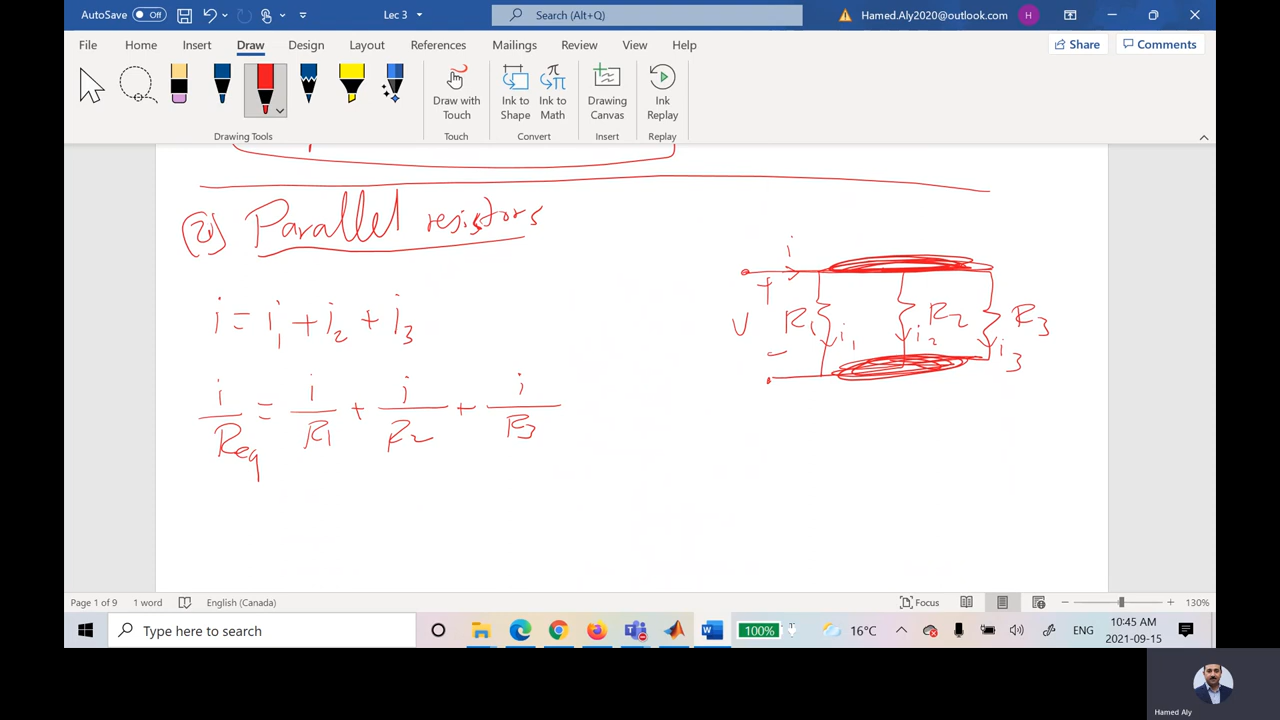 AutoSave Off Lec 3 Search (Alt+Q) Hamed.Aly2020@outlook.com H
File Home Insert Draw Design Layout References Mailings Review View Help Share Comments
Draw with Touch Ink to Shape Ink to Math Drawing Canvas Ink Replay
Drawing Tools Touch Convert Insert Replay
(2) Parallel resistors
i = i1 + i2 + i3
i/Req = i/R1 + i/R2 + i/R3
i
+
V R1 i1 R2 i2 R3 i3
-
Page 1 of 9 1 word English (Canada) Focus 130%
Type here to search 100% 16°C ENG 10:45 AM 2021-09-15
Hamed Aly